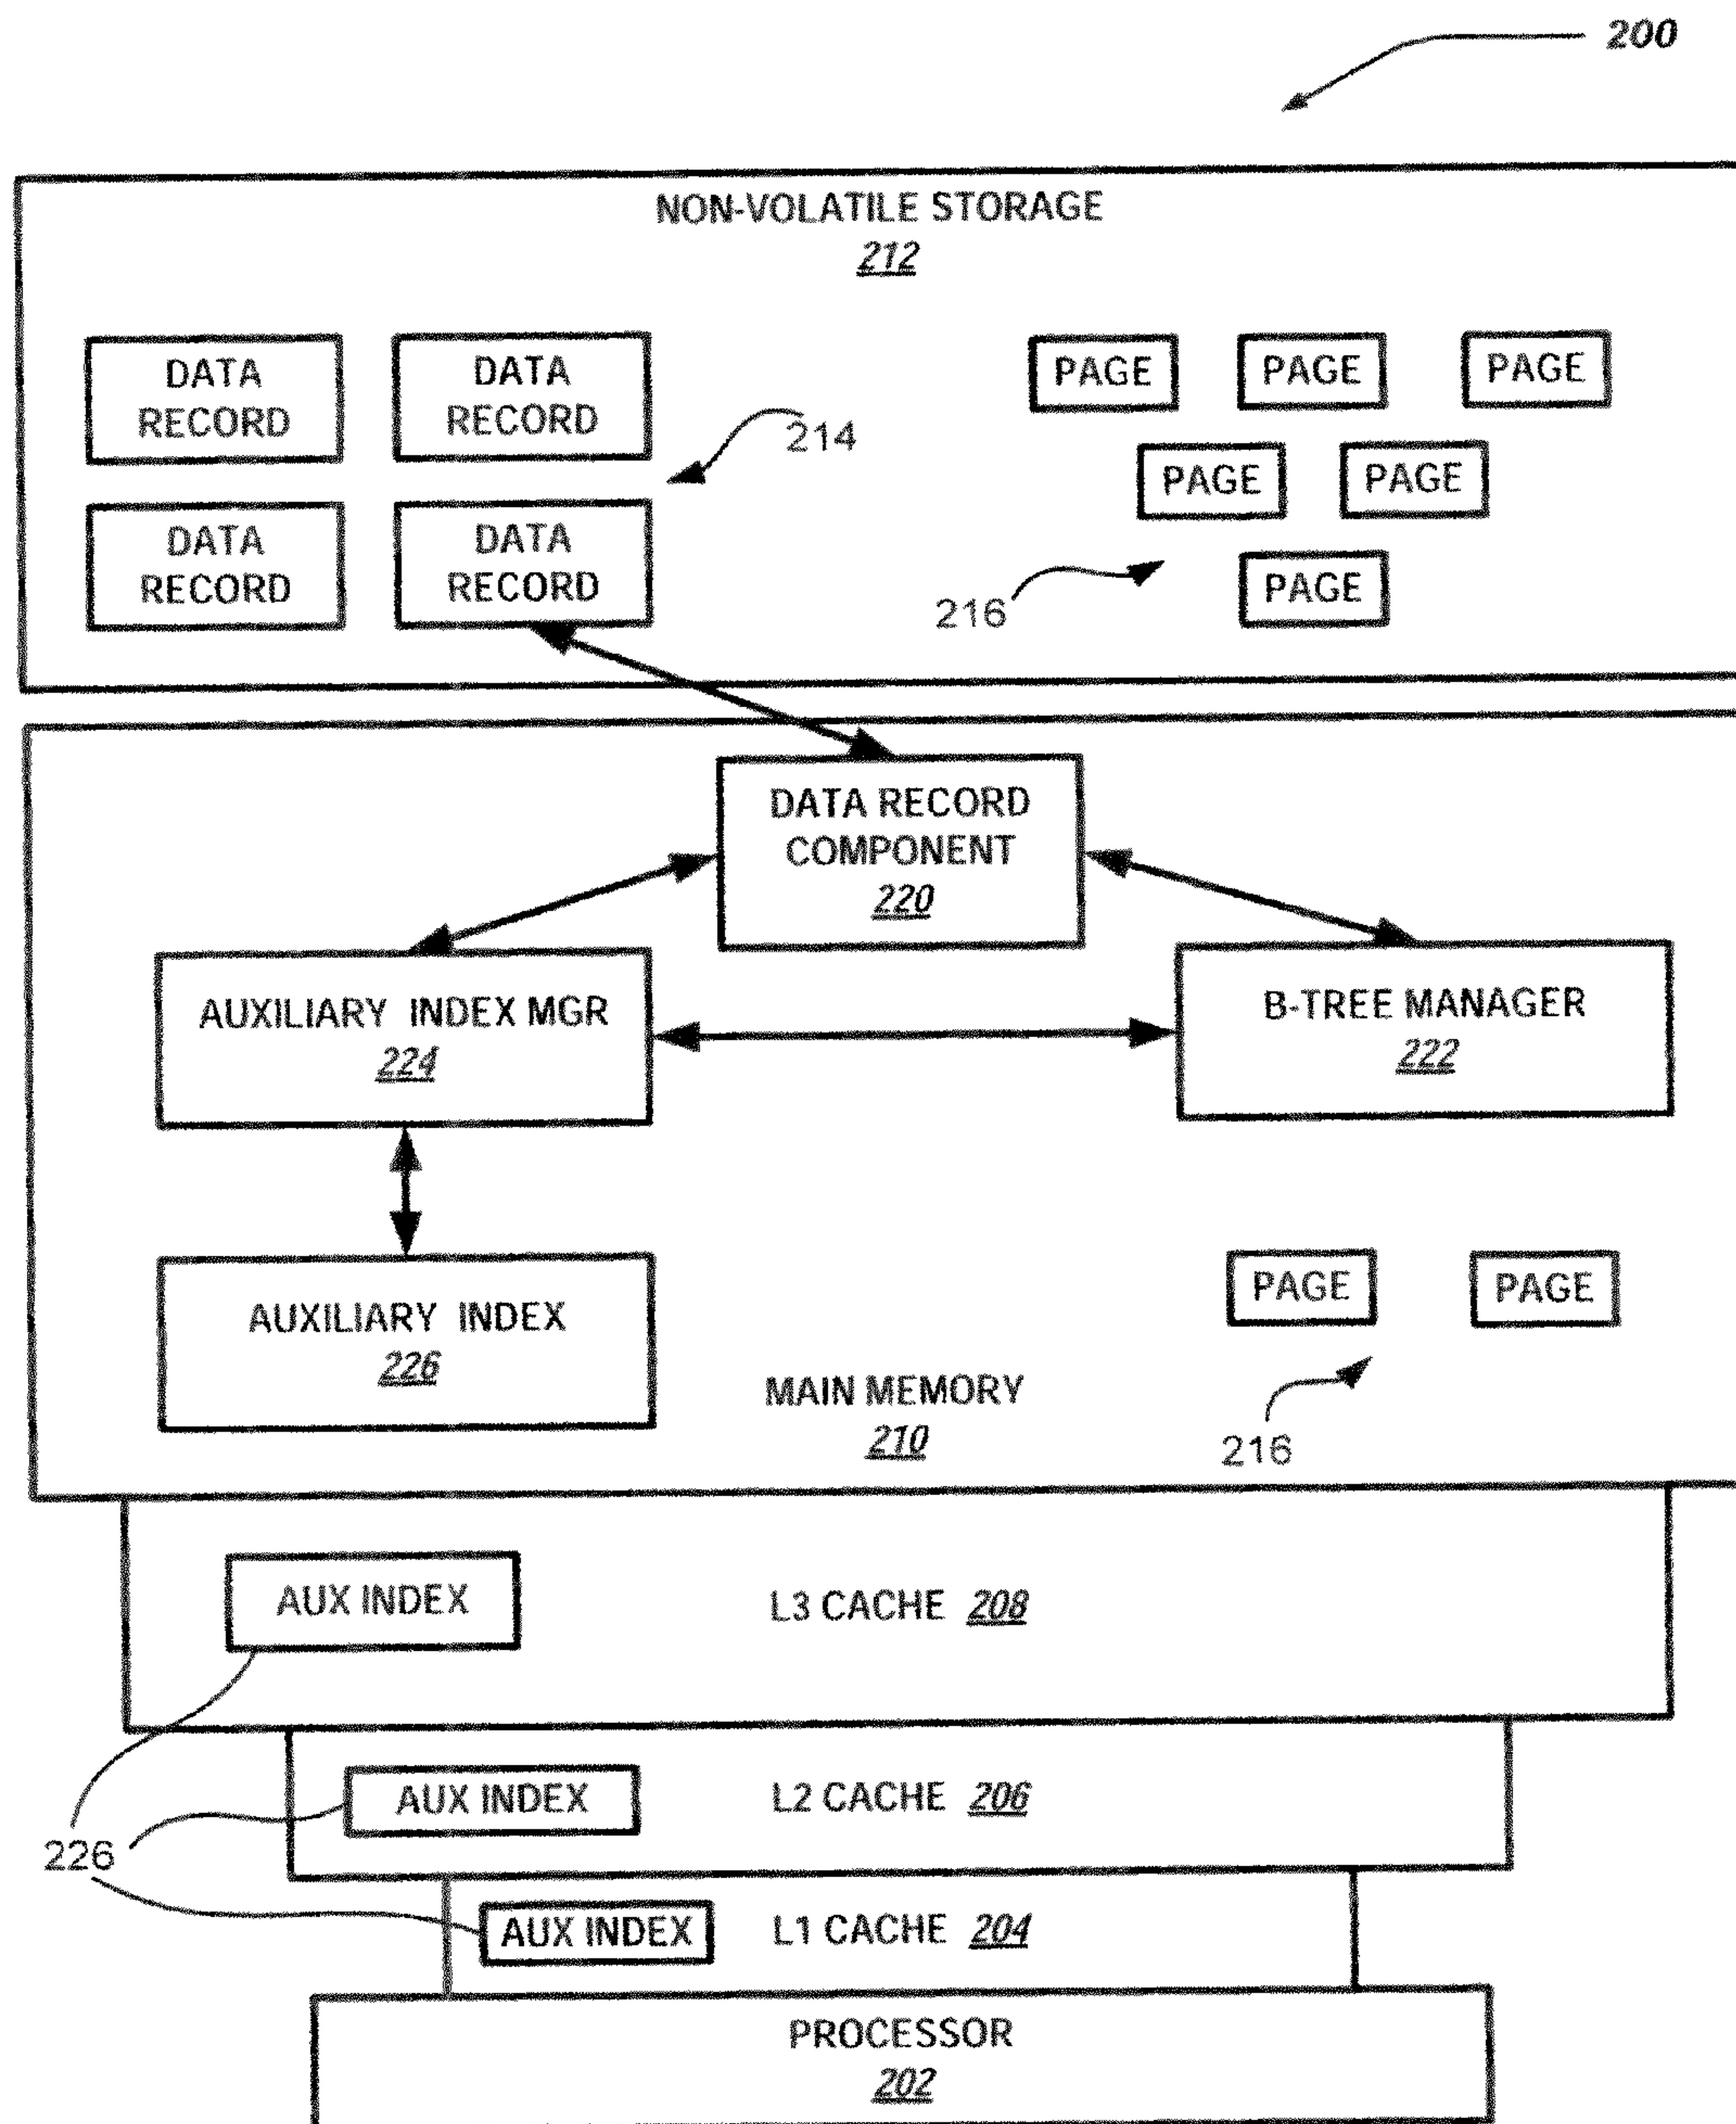 200
NON-VOLATILE STORAGE
212
DATA
RECORD
DATA
RECORD
214
PAGE
PAGE
PAGE
PAGE
PAGE
DATA
RECORD
DATA
RECORD
216
PAGE
DATA RECORD
COMPONENT
220
AUXILIARY INDEX MGR
224
B-TREE MANAGER
222
AUXILIARY INDEX
226
PAGE
PAGE
MAIN MEMORY
210
216
AUX INDEX
L3 CACHE 208
AUX INDEX
L2 CACHE 206
226
AUX INDEX
L1 CACHE 204
PROCESSOR
202